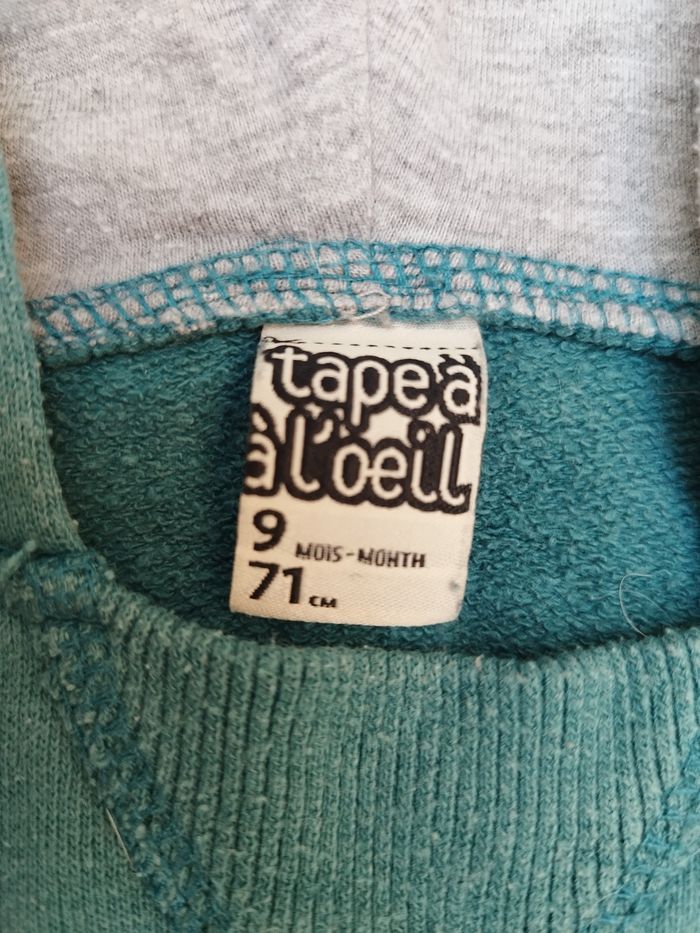 tape à
à l'oeil
9 MOIS-MONTH
71 CM